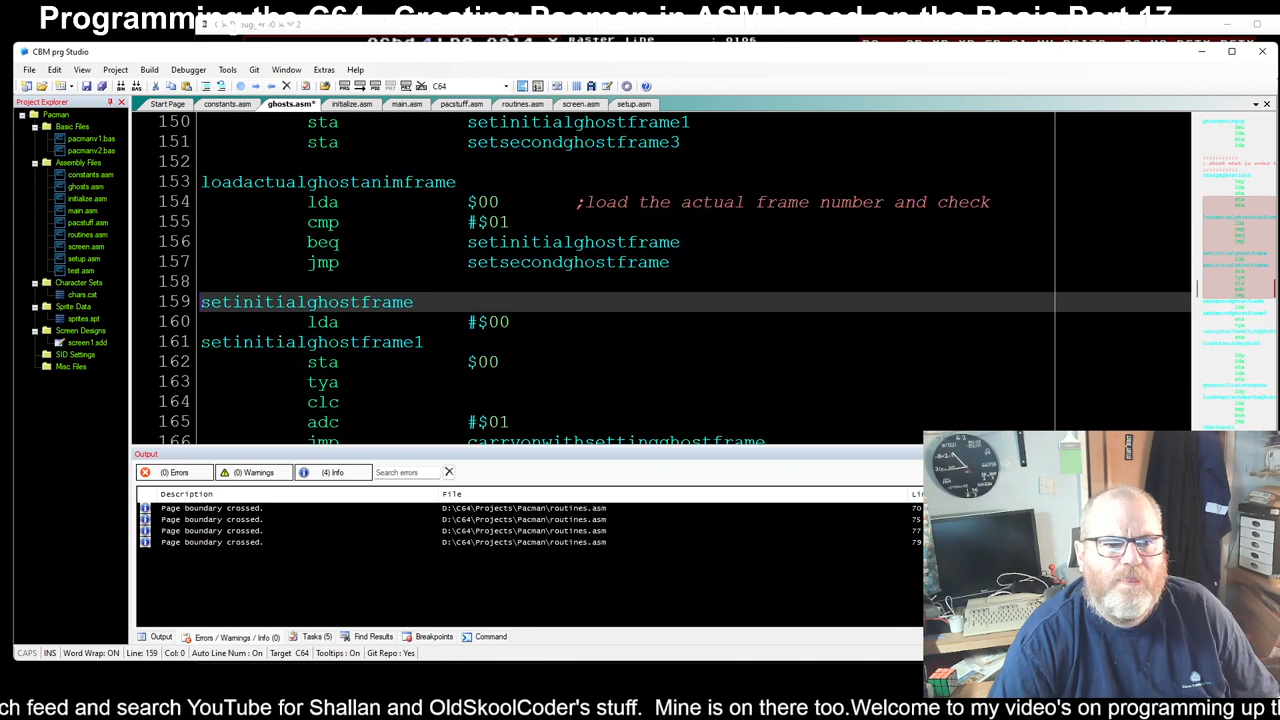 Programming the C64 - Creating Pacman in ASM based on the Basic Part 17
CBM prg Studio
File Edit View Project Build Debugger Tools Git Window Extras Help
C64
Project Explorer
Start Page constants.asm ghosts.asm* initialize.asm main.asm pacstuff.asm routines.asm screen.asm setup.asm
Pacman
Basic Files
pacmanv1.bas
pacmanv2.bas
Assembly Files
constants.asm
ghosts.asm
initialize.asm
main.asm
pacstuff.asm
routines.asm
screen.asm
setup.asm
test.asm
Character Sets
chars.cst
Sprite Data
sprites.spt
Screen Designs
screen1.sdd
SID Settings
Misc Files
150 sta setinitialghostframe1
151 sta setsecondghostframe3
152
153 loadactualghostanimframe
154 lda $00 ;load the actual frame number and check
155 cmp #$01
156 beq setinitialghostframe
157 jmp setsecondghostframe
158
159 setinitialghostframe
160 lda #$00
161 setinitialghostframe1
162 sta $00
163 tya
164 clc
165 adc #$01
166 jmp carryonwithsettingghostframe
Output
(0) Errors (0) Warnings (4) Info Search errors
Description File
Page boundary crossed. D:\C64\Projects\Pacman\routines.asm 70
Page boundary crossed. D:\C64\Projects\Pacman\routines.asm 75
Page boundary crossed. D:\C64\Projects\Pacman\routines.asm 77
Page boundary crossed. D:\C64\Projects\Pacman\routines.asm 79
Output Errors / Warnings / Info (0) Tasks (5) Find Results Breakpoints Command
CAPS INS Word Wrap: ON Line: 159 Col: 0 Auto Line Num : On Target C64 Tooltips : On Git Repo : Yes
ch feed and search YouTube for Shallan and OldSkoolCoder's stuff. Mine is on there too.Welcome to my video's on programming up t